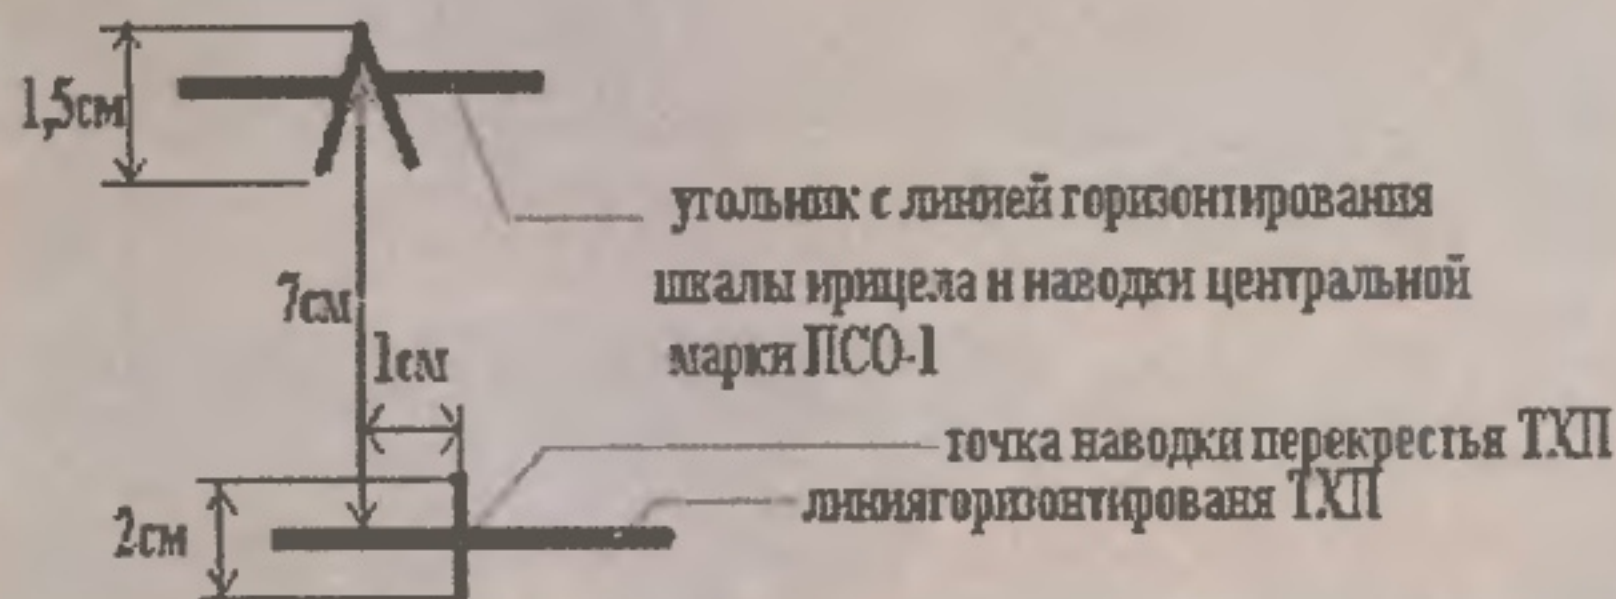 1,5см
угольник с линией горизонтирования
шкалы ирицела и наводки центральной
марки ПСО-1
7см
1см
точка наводки перекрестья ТХП
линиягоризонтированя ТХП
2см